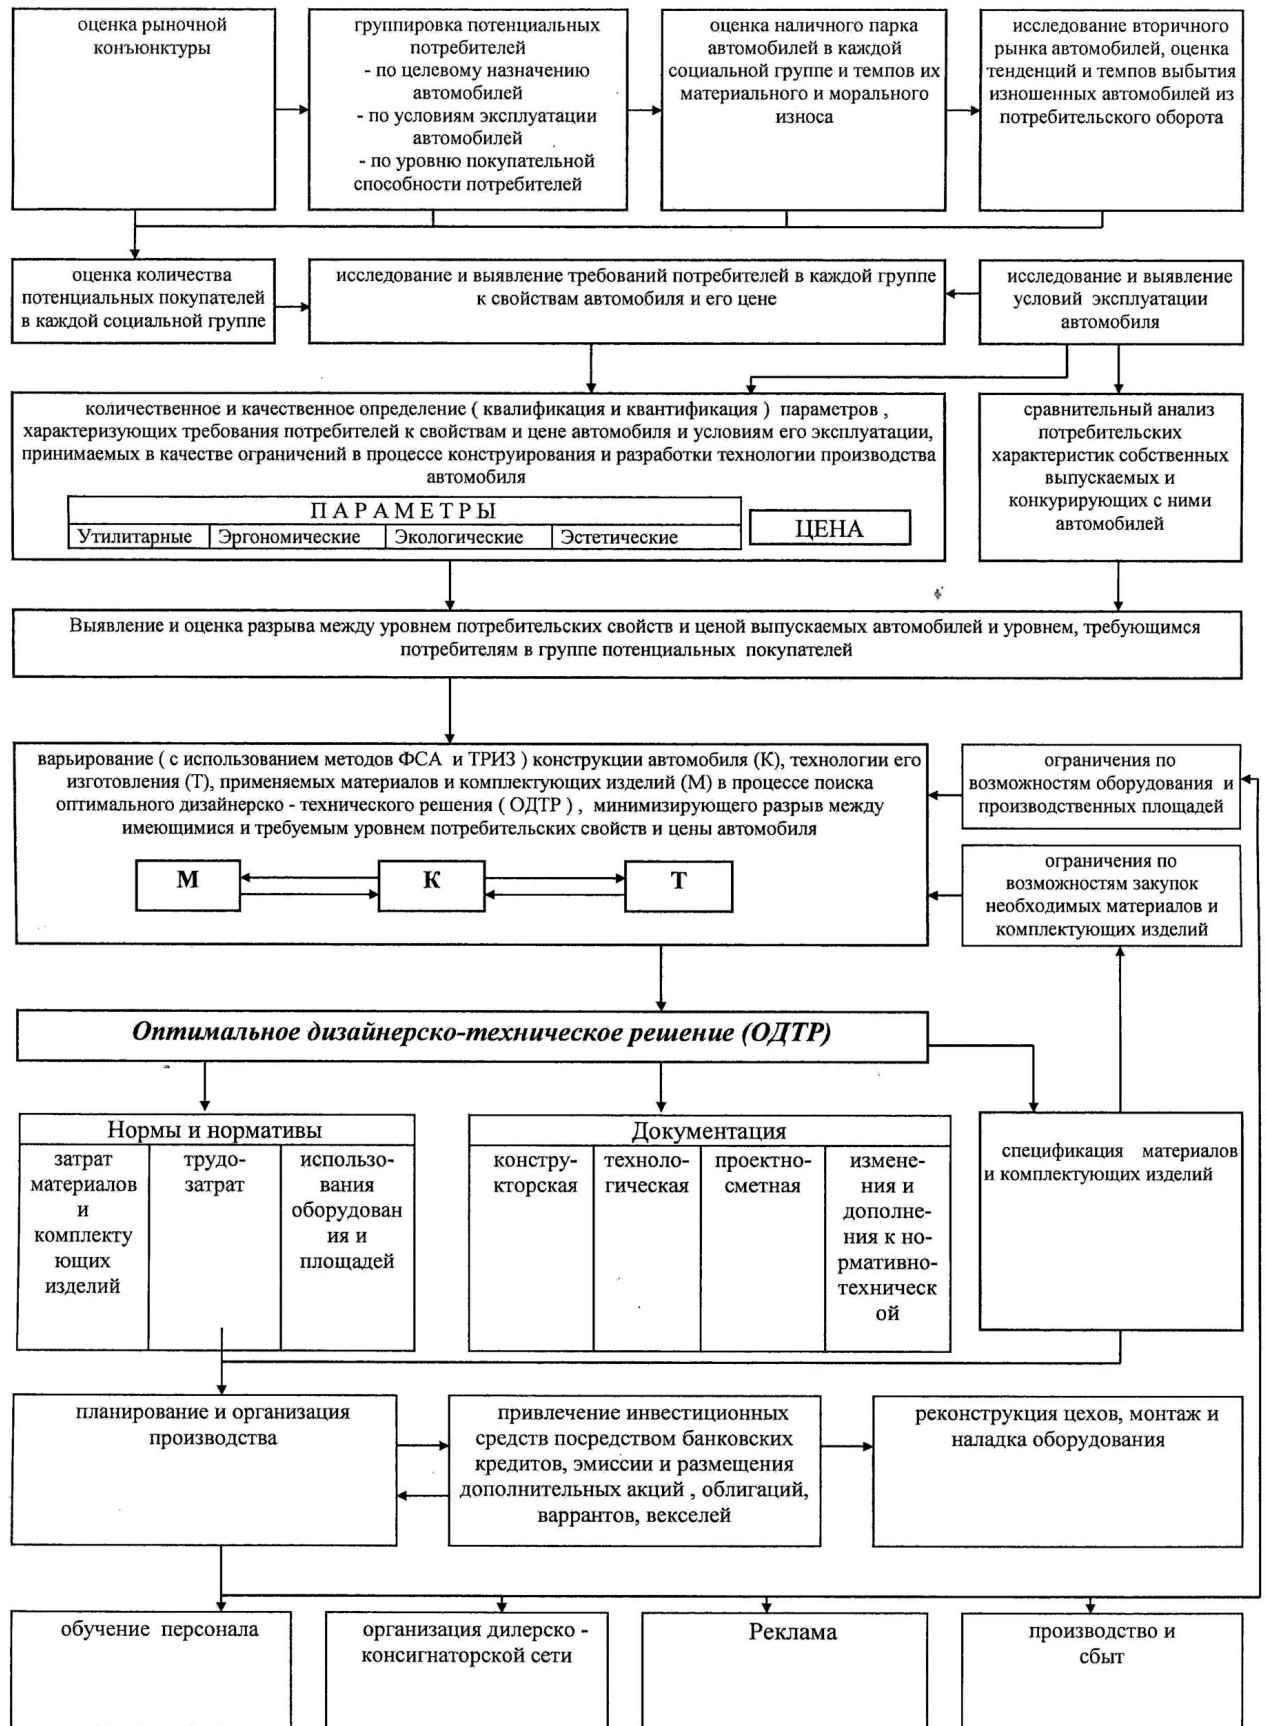 оценка рыночной
конъюнктуры
группировка потенциальных
потребителей
- по целевому назначению
автомобилей
- по условиям эксплуатации
автомобилей
- по уровню покупательной
способности потребителей
оценка наличного парка
автомобилей в каждой
социальной группе и темпов их
материального и морального
износа
исследование вторичного
рынка автомобилей, оценка
тенденций и темпов выбытия
изношенных автомобилей из
потребительского оборота
оценка количества
потенциальных покупателей
в каждой социальной группе
исследование и выявление требований потребителей в каждой группе
к свойствам автомобиля и его цене
исследование и выявление
условий эксплуатации
автомобиля
количественное и качественное определение ( квалификация и квантификация ) параметров ,
характеризующих требования потребителей к свойствам и цене автомобиля и условиям его эксплуатации,
принимаемых в качестве ограничений в процессе конструирования и разработки технологии производства
автомобиля
ПАРАМЕТРЫ
Утилитарные Эргономические Экологические Эстетические
ЦЕНА
сравнительный анализ
потребительских
характеристик собственных
выпускаемых и
конкурирующих с ними
автомобилей
Выявление и оценка разрыва между уровнем потребительских свойств и ценой выпускаемых автомобилей и уровнем, требующимся
потребителям в группе потенциальных покупателей
варьирование ( с использованием методов ФСА и ТРИЗ ) конструкции автомобиля (К), технологии его
изготовления (Т), применяемых материалов и комплектующих изделий (М) в процессе поиска
оптимального дизайнерско - технического решения ( ОДТР ) , минимизирующего разрыв между
имеющимися и требуемым уровнем потребительских свойств и цены автомобиля
М К Т
ограничения по
возможностям оборудования и
производственных площадей
ограничения по
возможностям закупок
необходимых материалов и
комплектующих изделий
Оптимальное дизайнерско-техническое решение (ОДТР)
Нормы и нормативы
затрат
материалов
и
комплекту
ющих
изделий
трудо-
затрат
использо-
вания
оборудован
ия и
площадей
Документация
констру-
кторская
техноло-
гическая
проектно-
сметная
измене-
ния и
дополне-
ния к но-
рмативно-
техническ
ой
спецификация материалов
и комплектующих изделий
планирование и организация
производства
привлечение инвестиционных
средств посредством банковских
кредитов, эмиссии и размещения
дополнительных акций , облигаций,
варрантов, векселей
реконструкция цехов, монтаж и
наладка оборудования
обучение персонала
организация дилерско -
консигнаторской сети
Реклама
производство и
сбыт